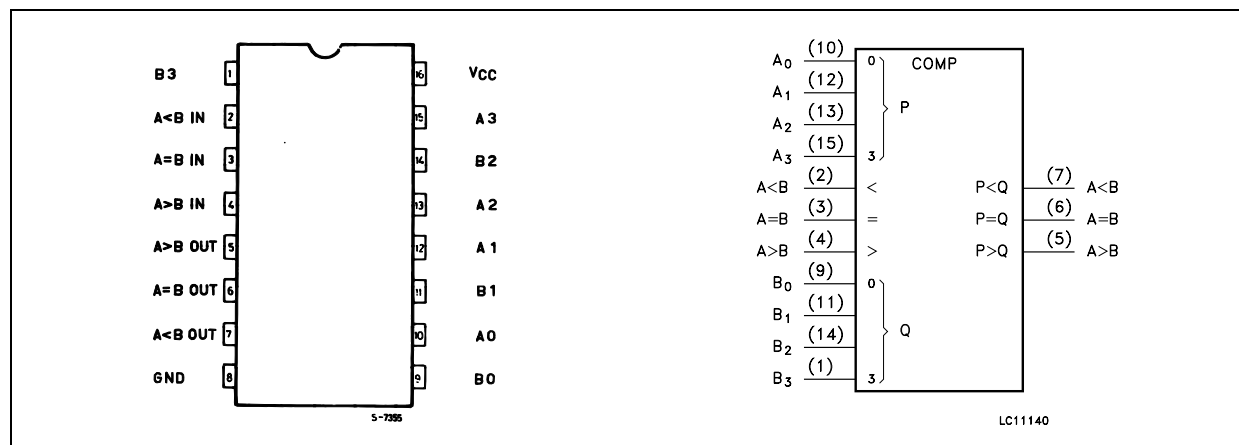 B3 1 16 VCC
A<B IN 2 15 A3
A=B IN 3 14 B2
A>B IN 4 13 A2
A>B OUT 5 12 A1
A=B OUT 6 11 B1
A<B OUT 7 10 A0
GND 8 9 B0
S-7355
COMP
A0 (10) 0
A1 (12)
P
A2 (13)
A3 (15) 3
A<B (2) < P<Q (7) A<B
A=B (3) = P=Q (6) A=B
A>B (4) > P>Q (5) A>B
B0 (9) 0
B1 (11)
Q
B2 (14)
B3 (1) 3
LC11140